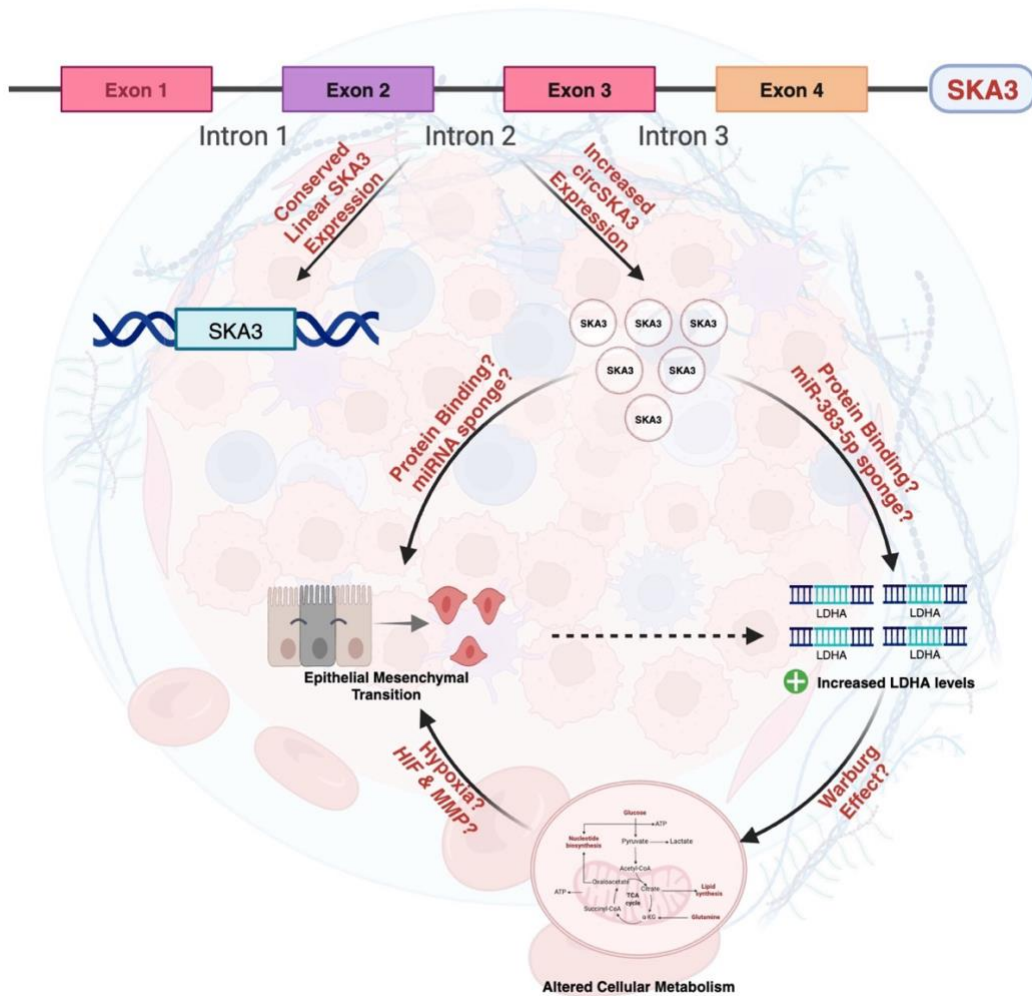 Exon 1
Exon 2
Exon 3
Exon 4
SKA3
Intron 1
Intron 2
Intron 3
Conserved
Linear SKA3
Expression
Increased
circSKA3
Expression
SKA3
SKA3
SKA3
SKA3
SKA3
SKA3
SKA3
Protein Binding?
miRNA sponge?
Protein Binding?
miR-383-5p sponge?
Epithelial Mesenchymal
Transition
LDHA
LDHA
LDHA
LDHA
+ Increased LDHA levels
Hypoxia?
HIF & MMP?
Warburg
Effect?
Glucose
ATP
Nucleotide
biosynthesis
Pyruvate
Lactate
Acetyl-CoA
Oxaloacetate
Citrate
ATP
TCA
cycle
Lipid
synthesis
Succinyl-CoA
α-KG
Glutamine
Altered Cellular Metabolism